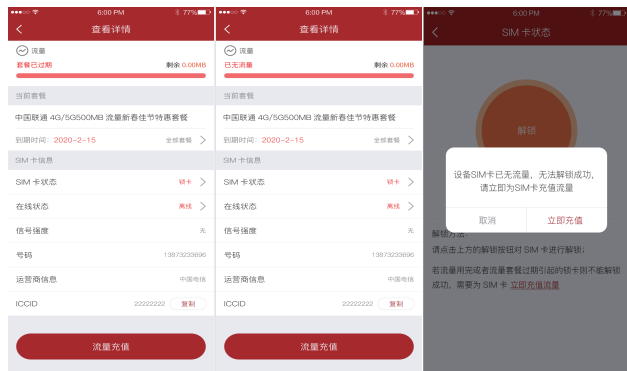 6:00 PM
77%
查看详情
流量
套餐已过期
剩余 0.00MB
当前套餐
中国联通 4G/5G500MB 流量新春佳节特惠套餐
到期时间: 2020-2-15
全部套餐
SIM 卡信息
SIM 卡状态
锁卡
在线状态
离线
信号强度
无
号码
13873233696
运营商信息
中国电信
ICCID
22222222
复制
流量充值
6:00 PM
77%
查看详情
流量
已无流量
剩余 0.00MB
当前套餐
中国联通 4G/5G500MB 流量新春佳节特惠套餐
到期时间: 2020-2-15
全部套餐
SIM 卡信息
SIM 卡状态
锁卡
在线状态
离线
信号强度
无
号码
13873233696
运营商信息
中国电信
ICCID
22222222
复制
流量充值
6:00 PM
77%
SIM 卡状态
解锁
设备SIM卡已无流量, 无法解锁成功,
请立即为SIM卡充值流量
取消
立即充值
解锁方法:
请点击上方的解锁按钮对 SIM 卡进行解锁;
若流量用完或者流量套餐过期引起的锁卡则不能解锁
成功, 需要为 SIM 卡 立即充值流量